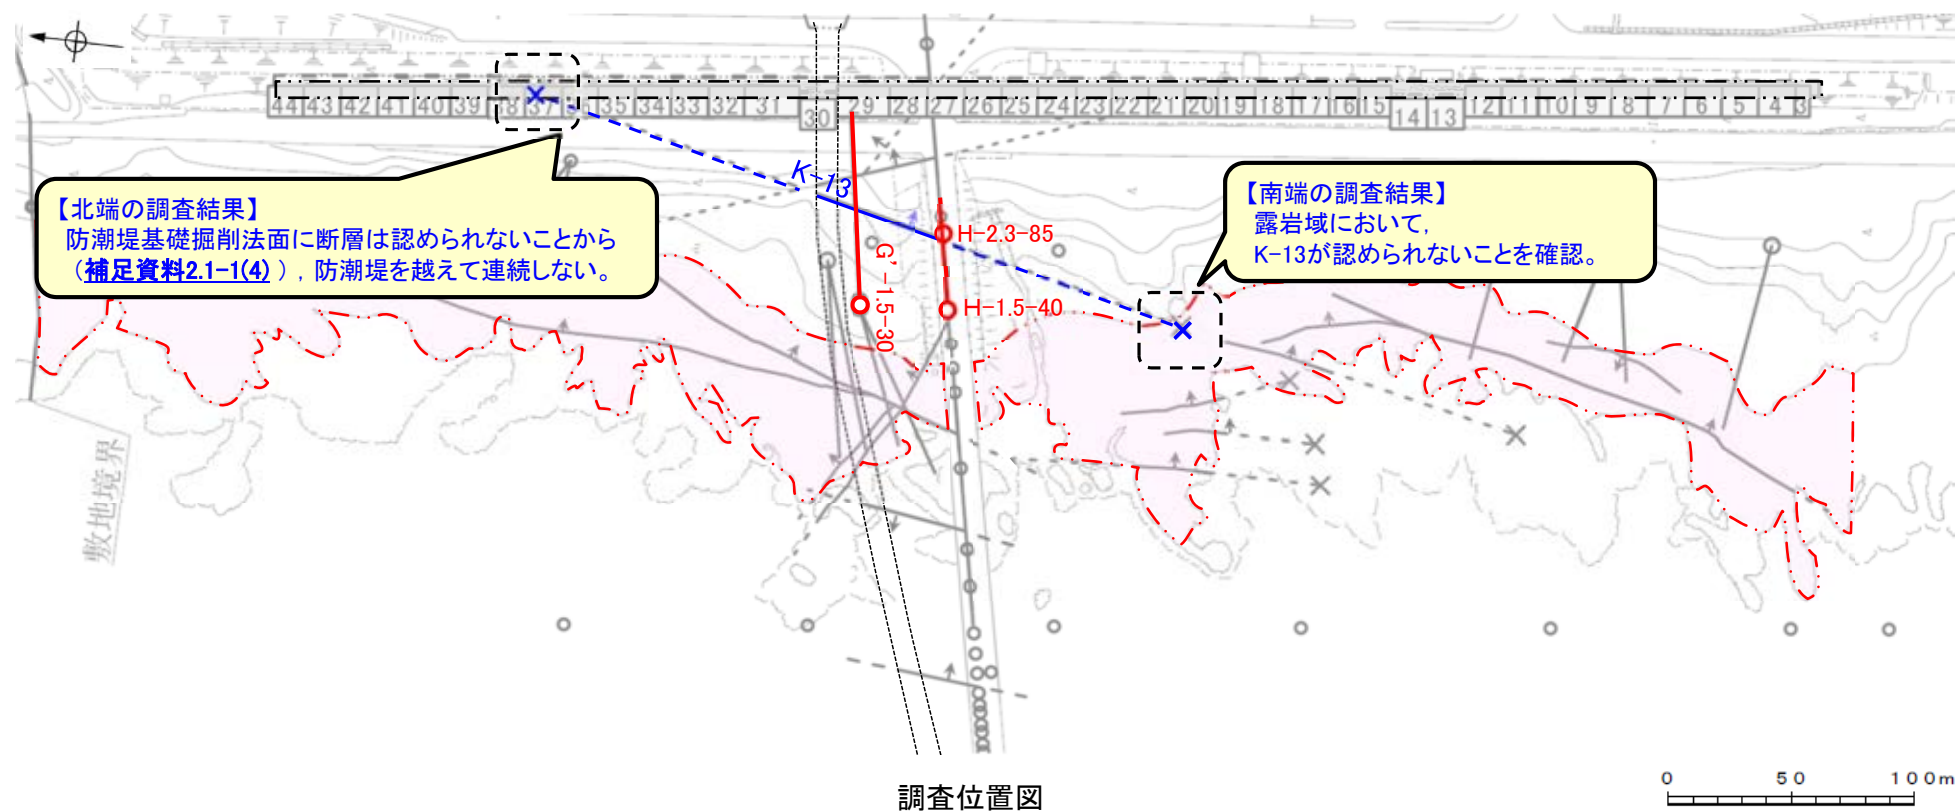 44 43 42 41 40 39 38 37 36 35 34 33 32 31 30 29 28 27 26 25 24 23 22 21 20 19 18 17 16 15 14 13 12 11 10 9 8 7 6 5 4 3
K-13
【北端の調査結果】
防潮堤基礎掘削法面に断層は認められないことから
（補足資料2.1-1(4)），防潮堤を越えて連続しない。
【南端の調査結果】
露岩域において，
K-13が認められないことを確認。
H-2.3-85
G'-1.5-30
H-1.5-40
敷地境界
0 50 100m
調査位置図